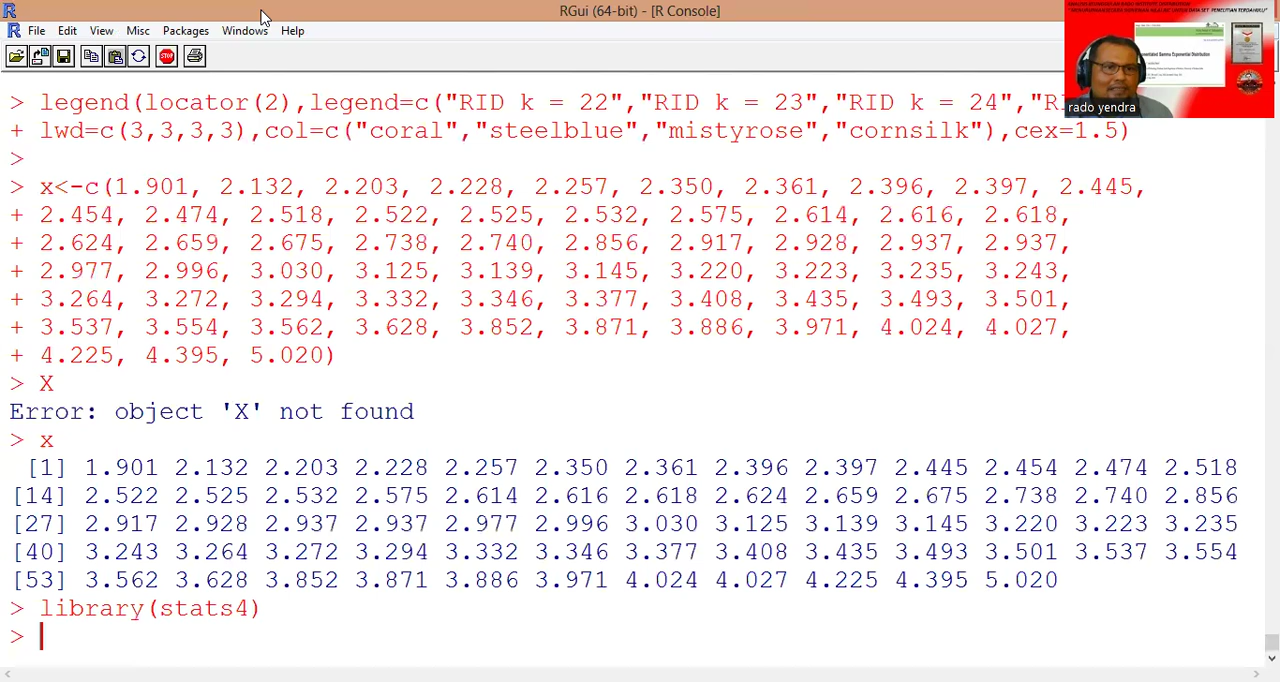 RGui (64-bit) - [R Console]
File Edit View Misc Packages Windows Help
STOP
> legend(locator(2),legend=c("RID k = 22","RID k = 23","RID k = 24","R
+ lwd=c(3,3,3,3),col=c("coral","steelblue","mistyrose","cornsilk"),cex=1.5)
>
> x<-c(1.901, 2.132, 2.203, 2.228, 2.257, 2.350, 2.361, 2.396, 2.397, 2.445,
+ 2.454, 2.474, 2.518, 2.522, 2.525, 2.532, 2.575, 2.614, 2.616, 2.618,
+ 2.624, 2.659, 2.675, 2.738, 2.740, 2.856, 2.917, 2.928, 2.937, 2.937,
+ 2.977, 2.996, 3.030, 3.125, 3.139, 3.145, 3.220, 3.223, 3.235, 3.243,
+ 3.264, 3.272, 3.294, 3.332, 3.346, 3.377, 3.408, 3.435, 3.493, 3.501,
+ 3.537, 3.554, 3.562, 3.628, 3.852, 3.871, 3.886, 3.971, 4.024, 4.027,
+ 4.225, 4.395, 5.020)
> X
Error: object 'X' not found
> x
[1] 1.901 2.132 2.203 2.228 2.257 2.350 2.361 2.396 2.397 2.445 2.454 2.474 2.518
[14] 2.522 2.525 2.532 2.575 2.614 2.616 2.618 2.624 2.659 2.675 2.738 2.740 2.856
[27] 2.917 2.928 2.937 2.937 2.977 2.996 3.030 3.125 3.139 3.145 3.220 3.223 3.235
[40] 3.243 3.264 3.272 3.294 3.332 3.346 3.377 3.408 3.435 3.493 3.501 3.537 3.554
[53] 3.562 3.628 3.852 3.871 3.886 3.971 4.024 4.027 4.225 4.395 5.020
> library(stats4)
>
rado yendra